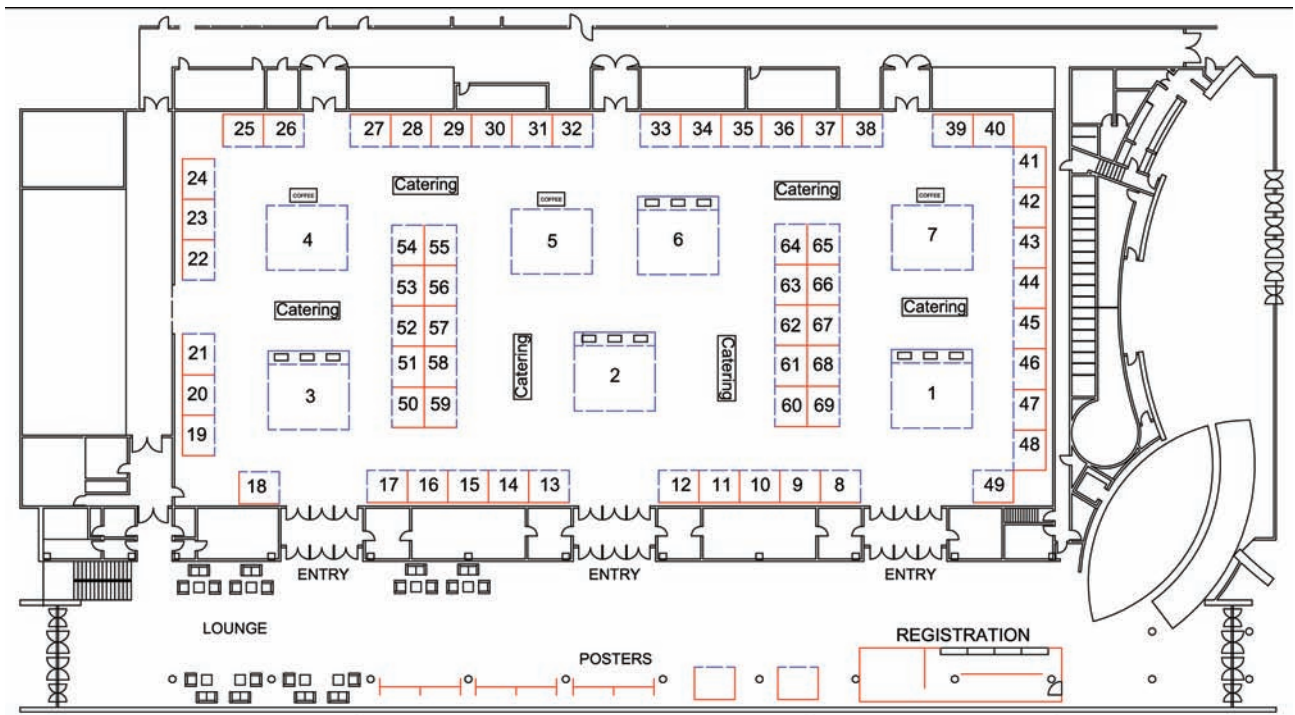 25 26 27 28 29 30 31 32 33 34 35 36 37 38 39 40
41
24 Catering Catering
COFFEE COFFEE COFFEE
42
23
4 5 6 7
54 55 64 65 43
22
53 56 63 66 44
Catering Catering
52 57 62 67 45
21 51 58 61 68 46
Catering Catering
20 3 2 1
50 59 60 69 47
19 48
18 17 16 15 14 13 12 11 10 9 8 49
ENTRY ENTRY ENTRY
LOUNGE REGISTRATION
POSTERS